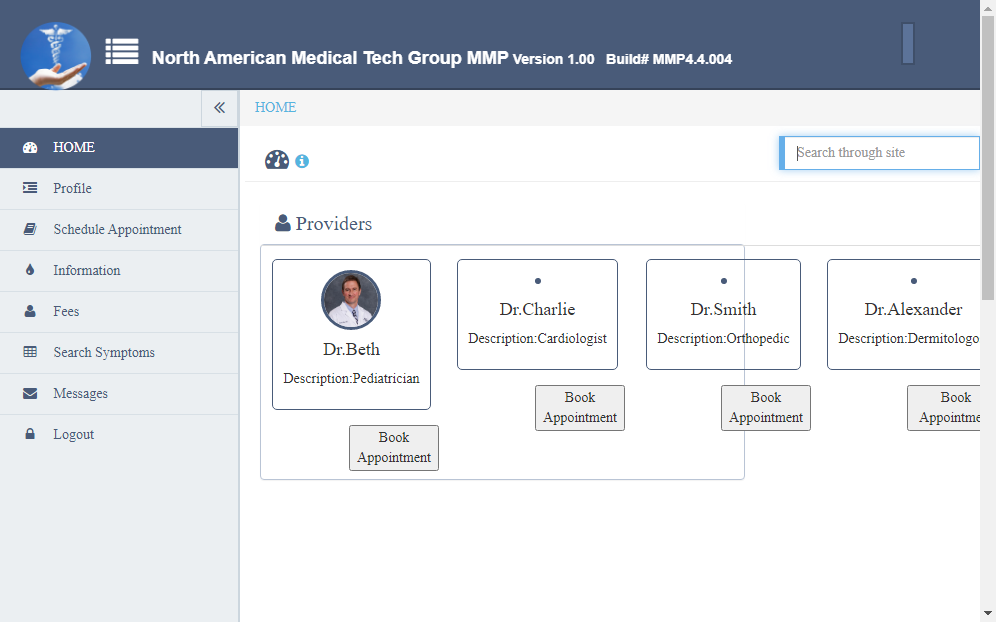 North American Medical Tech Group MMP Version 1.00 Build# MMP4.4.004
HOME
HOME
Profile
Schedule Appointment
Information
Fees
Search Symptoms
Messages
Logout
Search through site
Providers
Dr.Beth
Description:Pediatrician
Book
Appointment
Dr.Charlie
Description:Cardiologist
Book
Appointment
Dr.Smith
Description:Orthopedic
Book
Appointment
Dr.Alexander
Description:Dermitologo
Book
Appointme